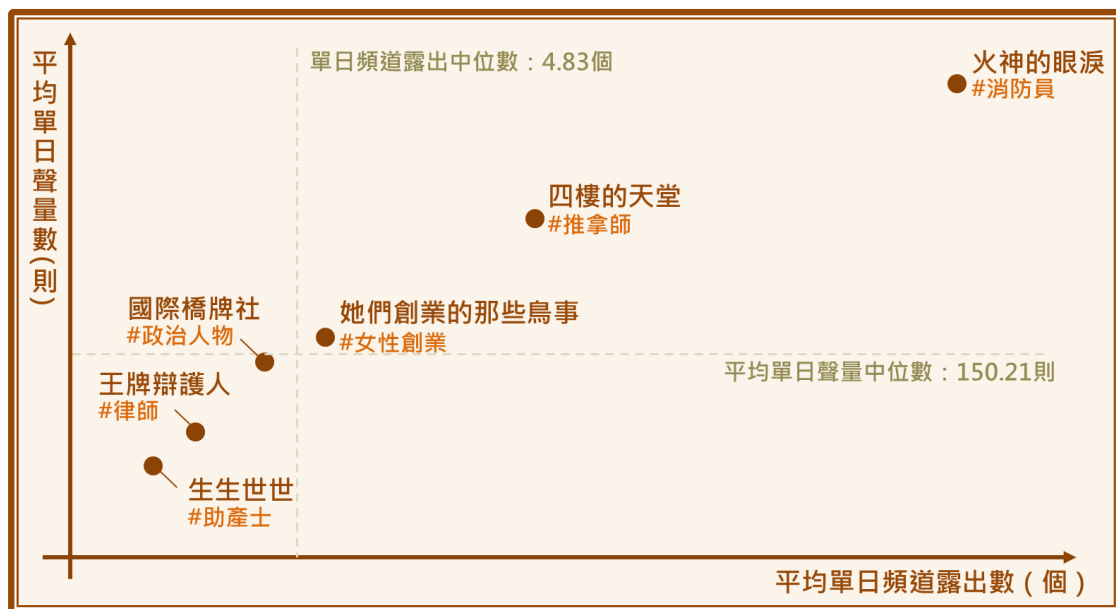 平均單日聲量數(則)
單日頻道露出中位數：4.83個
火神的眼淚
#消防員
四樓的天堂
#推拿師
國際橋牌社
#政治人物
她們創業的那些鳥事
#女性創業
平均單日聲量中位數：150.21則
王牌辯護人
#律師
生生世世
#助產士
平均單日頻道露出數（個）